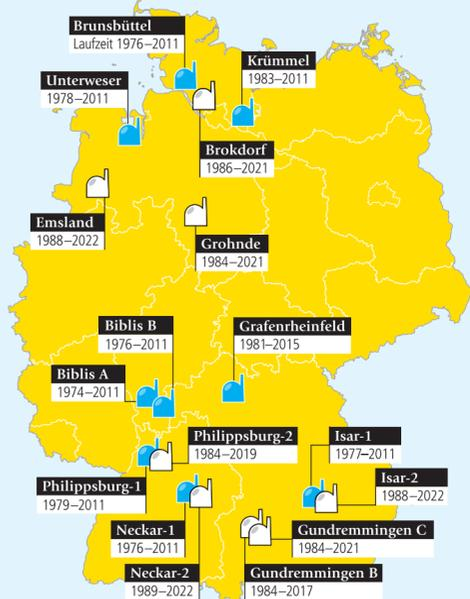 Brunsbüttel
Laufzeit 1976–2011
Krümmel
1983–2011
Unterweser
1978–2011
Brokdorf
1986–2021
Emsland
1988–2022
Grohnde
1984–2021
Biblis B
1976–2011
Grafenrheinfeld
1981–2015
Biblis A
1974–2011
Philippsburg-2
1984–2019
Isar-1
1977–2011
Isar-2
1988–2022
Philippsburg-1
1979–2011
Neckar-1
1976–2011
Gundremmingen C
1984–2021
Neckar-2
1989–2022
Gundremmingen B
1984–2017